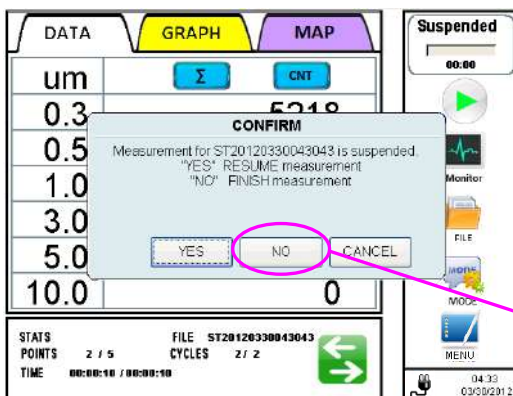 DATA
GRAPH
MAP
um
Σ
CNT
0.3
5218
0.5
1.0
3.0
5.0
10.0
0
CONFIRM
Measurement for ST20120330043043 is suspended.
"YES" RESUME measurement
"NO" FINISH measurement
YES
NO
CANCEL
STATS
FILE ST20120330043043
POINTS 2 / 5
CYCLES 2 / 2
TIME 00:00:10 / 00:00:10
Suspended
00:00
Monitor
FILE
MODE
MODE
MENU
04:33
03/30/2012